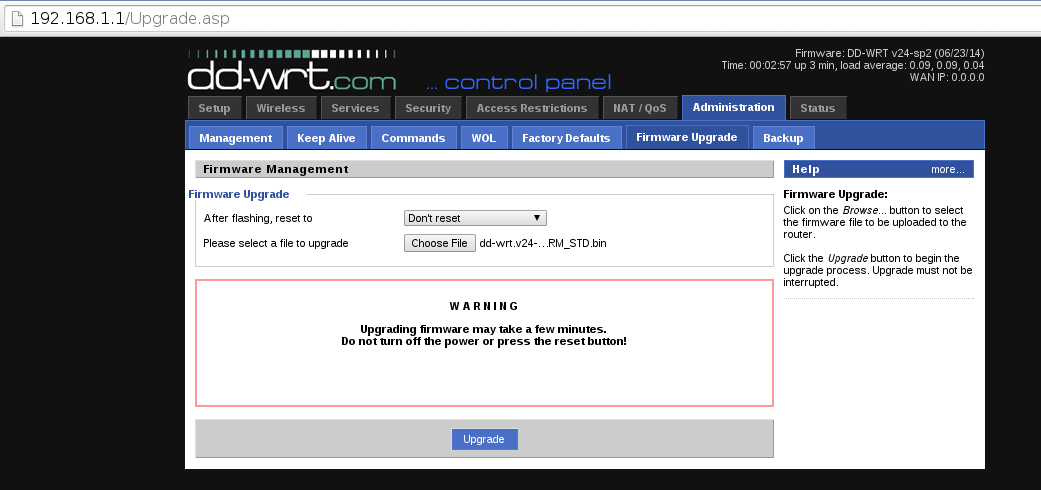 192.168.1.1/Upgrade.asp
dd-wrt.com ... control panel
Firmware: DD-WRT v24-sp2 (06/23/14)
Time: 00:02:57 up 3 min, load average: 0.09, 0.09, 0.04
WAN IP: 0.0.0.0
Setup Wireless Services Security Access Restrictions NAT / QoS Administration Status
Management Keep Alive Commands WOL Factory Defaults Firmware Upgrade Backup
Firmware Management
Firmware Upgrade
After flashing, reset to Don't reset
Please select a file to upgrade Choose File dd-wrt.v24-...RM_STD.bin
WARNING
Upgrading firmware may take a few minutes.
Do not turn off the power or press the reset button!
Upgrade
Help more...
Firmware Upgrade:
Click on the Browse... button to select
the firmware file to be uploaded to the
router.
Click the Upgrade button to begin the
upgrade process. Upgrade must not be
interrupted.